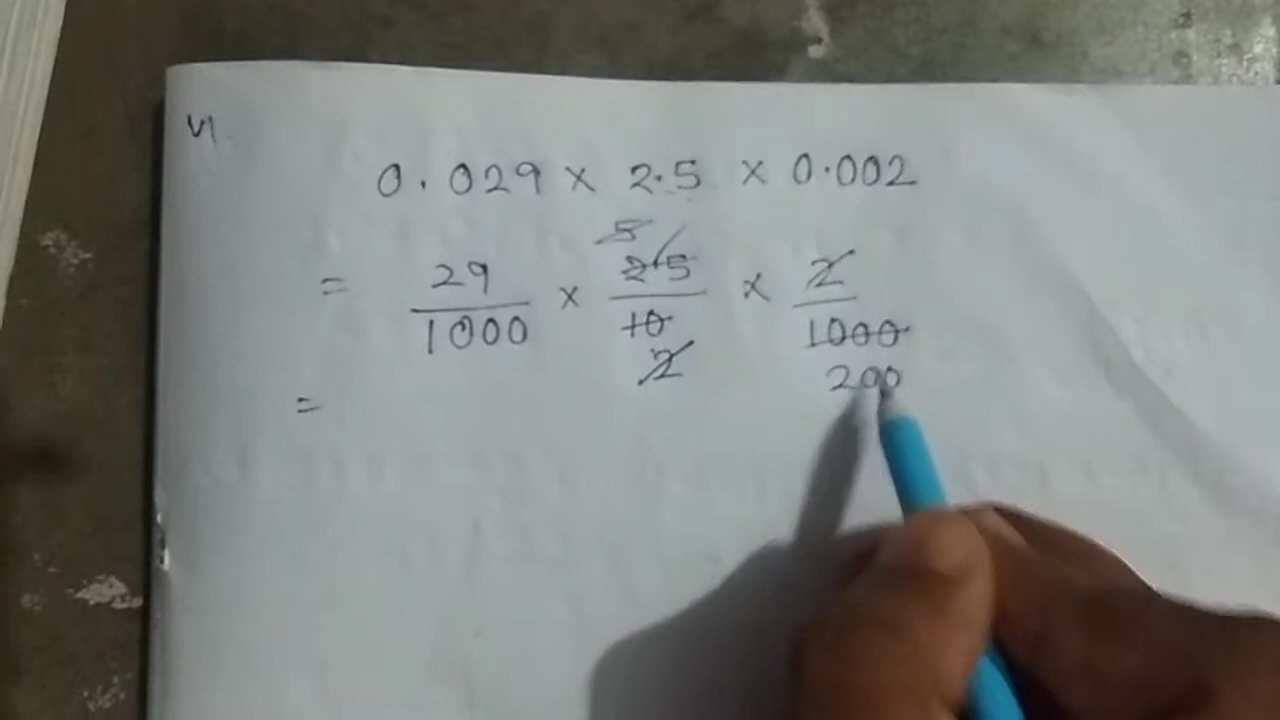 VI.
0.029 × 2.5 × 0.002
5
= 29/1000 × 25/10 × 2/1000
2 200
=